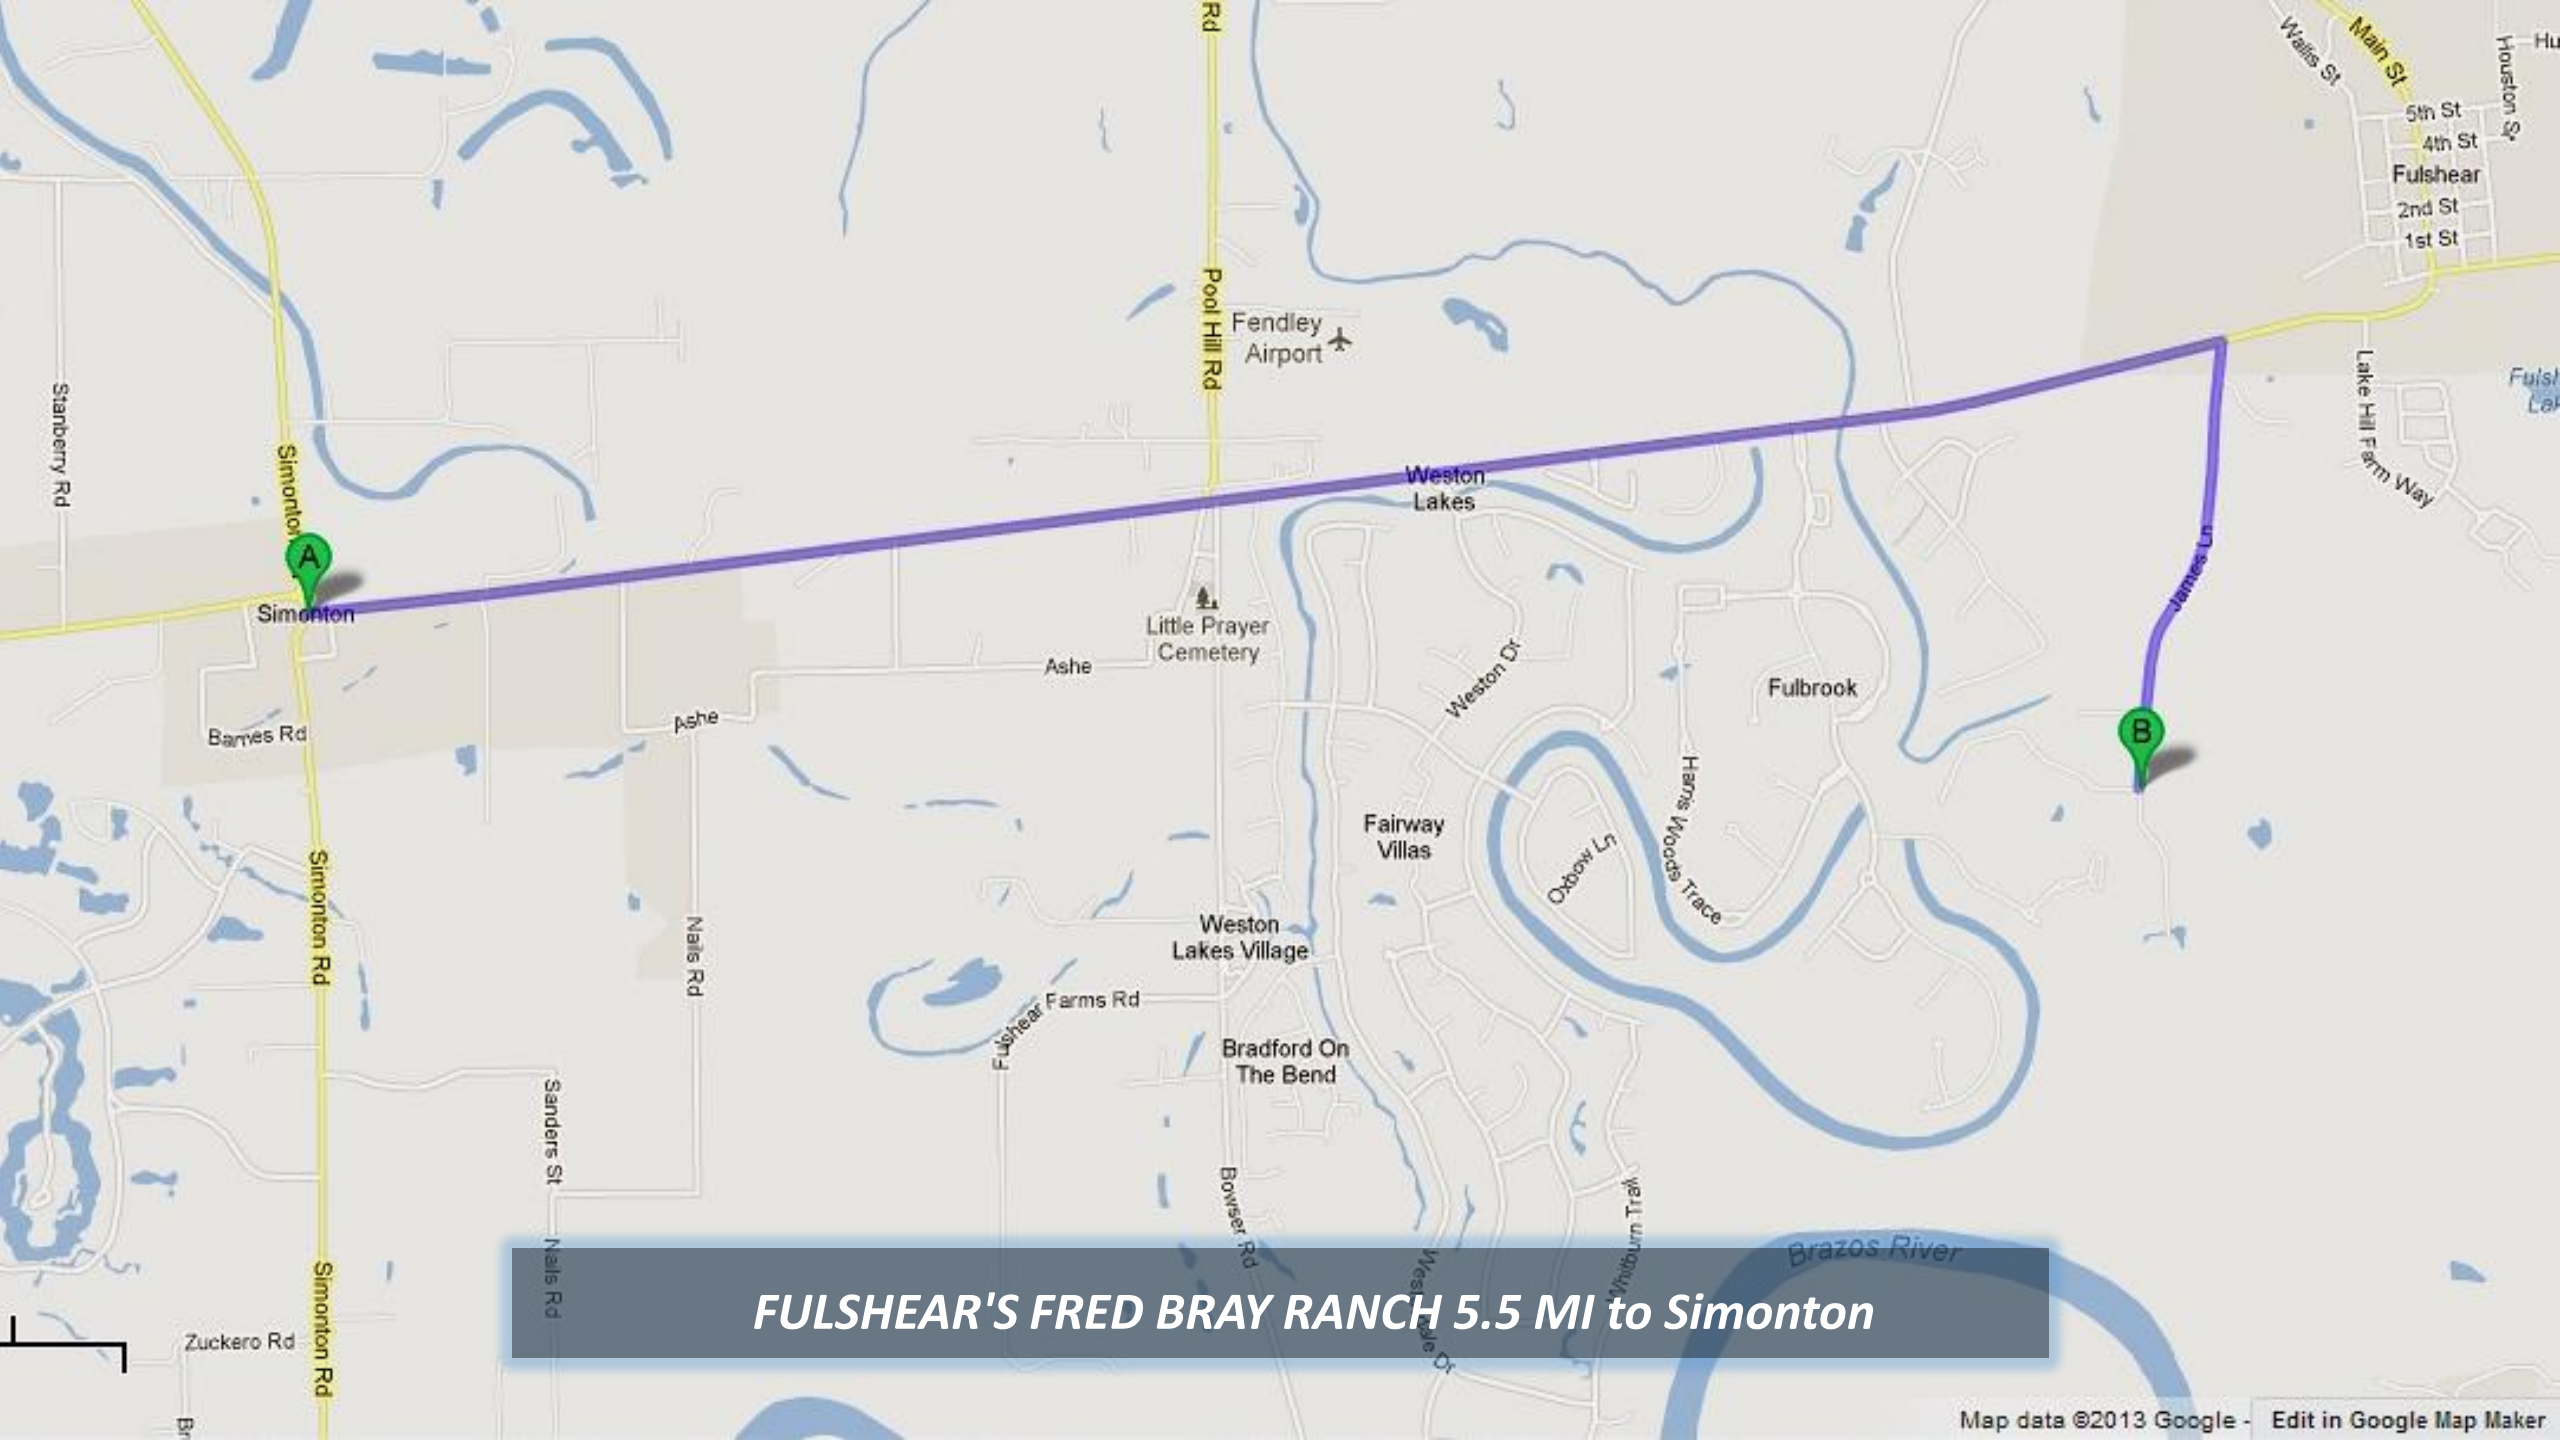 Rd
Main St
Wallis St
Houston St
Hu
5th St
4th St
Fulshear
2nd St
1st St
Pool Hill Rd
Fendley
Airport
Stanberry Rd
Simonton
A
Simonton
Lake Hill Farm Way
Weston
Lakes
James Ln
Little Prayer
Cemetery
Ashe
Ashe
Weston Dr
Fulbrook
B
Barnes Rd
Harris Woods Trace
Fairway
Villas
Oxbow Ln
Simonton Rd
Nails Rd
Weston
Lakes Village
Fulshear Farms Rd
Bradford On
The Bend
Sanders St
Bowser Rd
Whitburn Trail
Brazos River
Nails Rd
Simonton Rd
FULSHEAR'S FRED BRAY RANCH 5.5 MI to Simonton
Zuckero Rd
Map data ©2013 Google - Edit in Google Map Maker